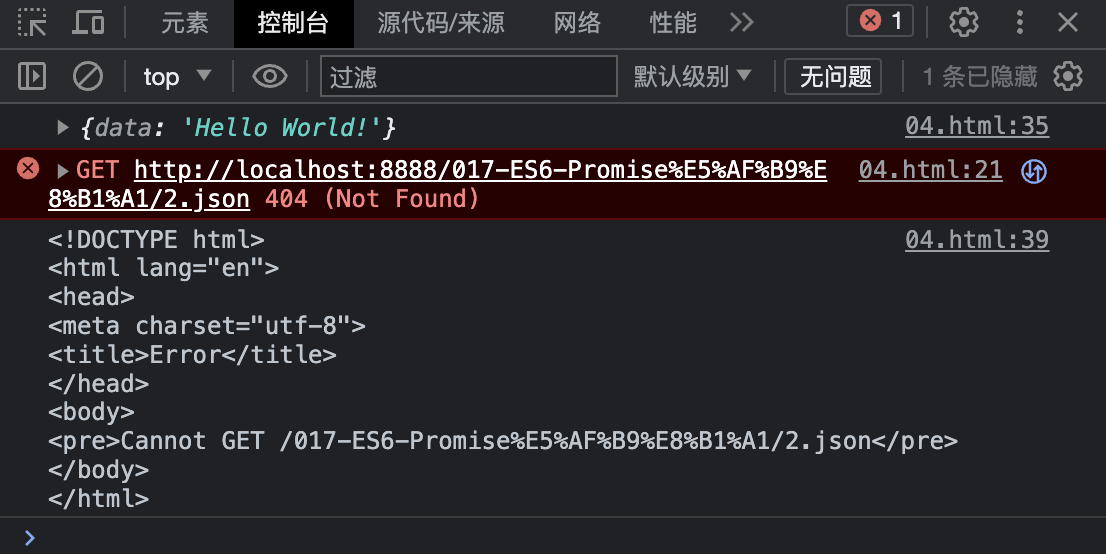 元素 控制台 源代码/来源 网络 性能 1
top 过滤 默认级别 无问题 1 条已隐藏
{data: 'Hello World!'} 04.html:35
GET http://localhost:8888/017-ES6-Promise%E5%AF%B9%E 04.html:21
8%B1%A1/2.json 404 (Not Found)
<!DOCTYPE html> 04.html:39
<html lang="en">
<head>
<meta charset="utf-8">
<title>Error</title>
</head>
<body>
<pre>Cannot GET /017-ES6-Promise%E5%AF%B9%E8%B1%A1/2.json</pre>
</body>
</html>